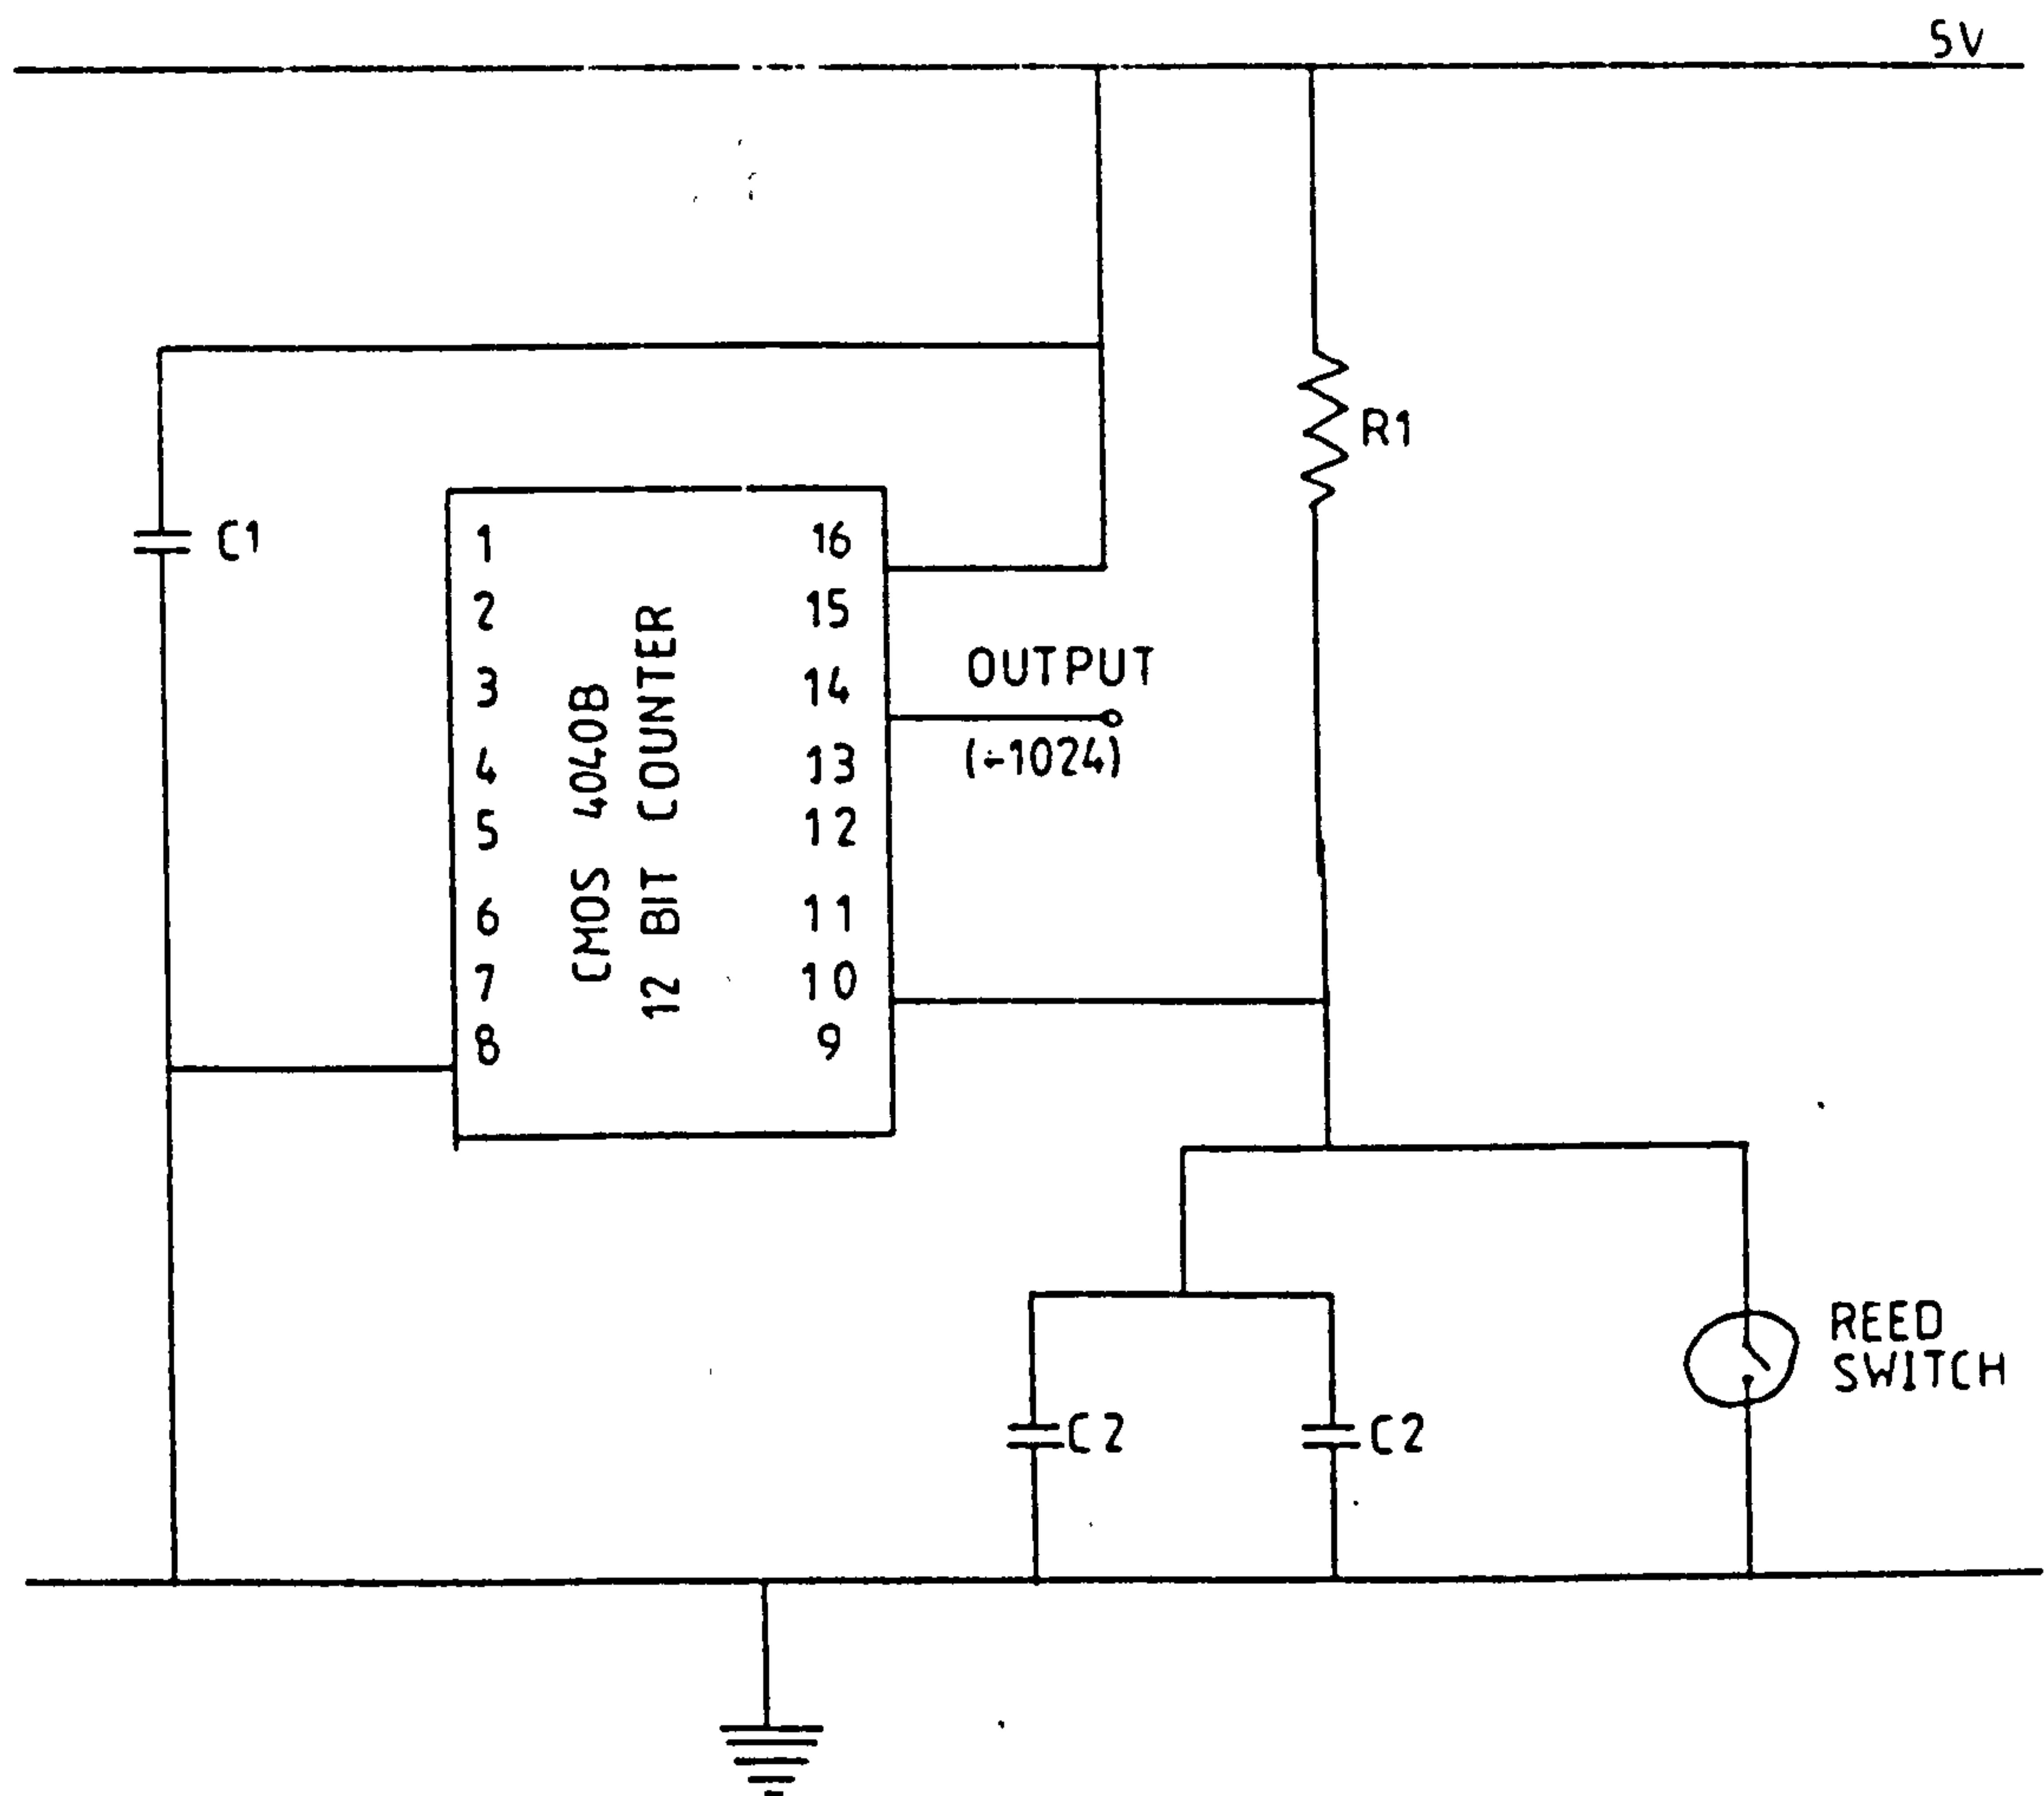 5V
R1
C1
1
2
3
4
5
6
7
8
CMOS 4040B
12 BIT COUNTER
16
15
14
13
12
11
10
9
OUTPUT
(÷1024)
C2
C2
REED
SWITCH